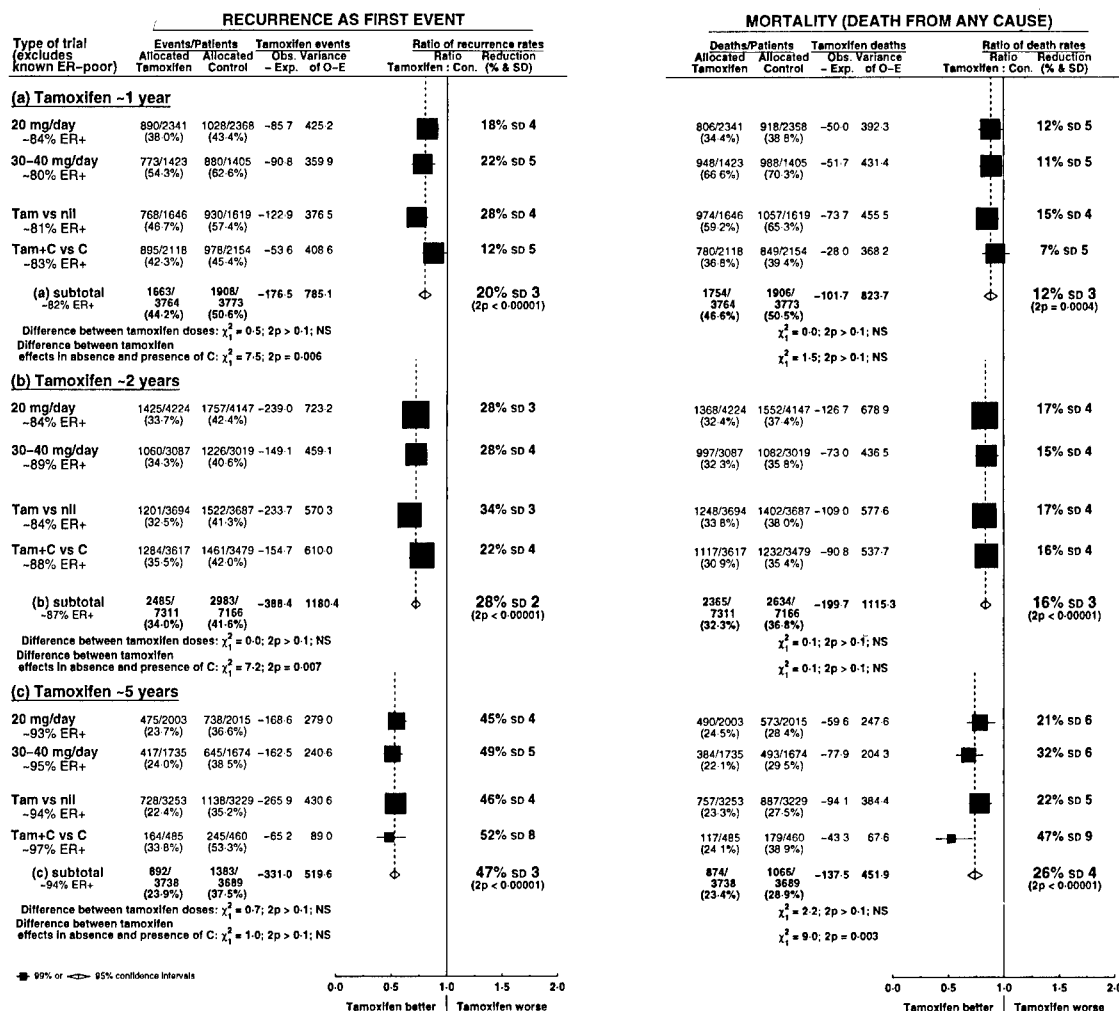 RECURRENCE AS FIRST EVENT
MORTALITY (DEATH FROM ANY CAUSE)
Type of trial (excludes known ER–poor)
Events/Patients Tamoxifen events Ratio of recurrence rates
Allocated Tamoxifen Allocated Control Obs. – Exp. Variance of O–E Ratio Tamoxifen : Con. Reduction (% & SD)
Deaths/Patients Tamoxifen deaths Ratio of death rates
Allocated Tamoxifen Allocated Control Obs. – Exp. Variance of O–E Ratio Tamoxifen : Con. Reduction (% & SD)
(a) Tamoxifen ~1 year
20 mg/day 890/2341 1028/2368 –85·7 425·2 18% SD 4 806/2341 918/2358 –50·0 392·3 12% SD 5
~84% ER+ (38·0%) (43·4%) (34·4%) (38·8%)
30–40 mg/day 773/1423 880/1405 –90·8 359·9 22% SD 5 948/1423 988/1405 –51·7 431·4 11% SD 5
~80% ER+ (54·3%) (62·6%) (66·6%) (70·3%)
Tam vs nil 768/1646 930/1619 –122·9 376·5 28% SD 4 974/1646 1057/1619 –73·7 455·5 15% SD 4
~81% ER+ (46·7%) (57·4%) (59·2%) (65·3%)
Tam+C vs C 895/2118 978/2154 –53·6 408·6 12% SD 5 780/2118 849/2154 –28·0 368·2 7% SD 5
~83% ER+ (42·3%) (45·4%) (36·8%) (39·4%)
(a) subtotal 1663/ 1908/ –176·5 785·1 20% SD 3 1754/ 1906/ –101·7 823·7 12% SD 3
~82% ER+ 3764 3773 (2p < 0·00001) 3764 3773 (2p = 0·0004)
(44·2%) (50·6%) (46·6%) (50·5%)
Difference between tamoxifen doses: χ²₁ = 0·5; 2p > 0·1; NS χ²₁ = 0·0; 2p > 0·1; NS
Difference between tamoxifen
effects in absence and presence of C: χ²₁ = 7·5; 2p = 0·006 χ²₁ = 1·5; 2p > 0·1; NS
(b) Tamoxifen ~2 years
20 mg/day 1425/4224 1757/4147 –239·0 723·2 28% SD 3 1368/4224 1552/4147 –126·7 678·9 17% SD 4
~84% ER+ (33·7%) (42·4%) (32·4%) (37·4%)
30–40 mg/day 1060/3087 1226/3019 –149·1 459·1 28% SD 4 997/3087 1082/3019 –73·0 436·5 15% SD 4
~89% ER+ (34·3%) (40·6%) (32·3%) (35·8%)
Tam vs nil 1201/3694 1522/3687 –233·7 570·3 34% SD 3 1248/3694 1402/3687 –109·0 577·6 17% SD 4
~84% ER+ (32·5%) (41·3%) (33·8%) (38·0%)
Tam+C vs C 1284/3617 1461/3479 –154·7 610·0 22% SD 4 1117/3617 1232/3479 –90·8 537·7 16% SD 4
~88% ER+ (35·5%) (42·0%) (30·9%) (35·4%)
(b) subtotal 2485/ 2983/ –388·4 1180·4 28% SD 2 2365/ 2634/ –199·7 1115·3 16% SD 3
~87% ER+ 7311 7166 (2p < 0·00001) 7311 7166 (2p < 0·00001)
(34·0%) (41·6%) (32·3%) (36·8%)
Difference between tamoxifen doses: χ²₁ = 0·0; 2p > 0·1; NS χ²₁ = 0·1; 2p > 0·1; NS
Difference between tamoxifen
effects in absence and presence of C: χ²₁ = 7·2; 2p = 0·007 χ²₁ = 0·1; 2p > 0·1; NS
(c) Tamoxifen ~5 years
20 mg/day 475/2003 738/2015 –168·6 279·0 45% SD 4 490/2003 573/2015 –59·6 247·6 21% SD 6
~93% ER+ (23·7%) (36·6%) (24·5%) (28·4%)
30–40 mg/day 417/1735 645/1674 –162·5 240·6 49% SD 5 384/1735 493/1674 –77·9 204·3 32% SD 6
~95% ER+ (24·0%) (38·5%) (22·1%) (29·5%)
Tam vs nil 728/3253 1138/3229 –265·9 430·6 46% SD 4 757/3253 887/3229 –94·1 384·4 22% SD 5
~94% ER+ (22·4%) (35·2%) (23·3%) (27·5%)
Tam+C vs C 164/485 245/460 –65·2 89·0 52% SD 8 117/485 179/460 –43·3 67·6 47% SD 9
~97% ER+ (33·8%) (53·3%) (24·1%) (38·9%)
(c) subtotal 892/ 1383/ –331·0 519·6 47% SD 3 874/ 1066/ –137·5 451·9 26% SD 4
~94% ER+ 3738 3689 (2p < 0·00001) 3738 3689 (2p < 0·00001)
(23·9%) (37·5%) (23·4%) (28·9%)
Difference between tamoxifen doses: χ²₁ = 0·7; 2p > 0·1; NS χ²₁ = 2·2; 2p > 0·1; NS
Difference between tamoxifen
effects in absence and presence of C: χ²₁ = 1·0; 2p > 0·1; NS χ²₁ = 9·0; 2p = 0·003
99% or 95% confidence intervals
0·0 0·5 1·0 1·5 2·0 0·0 0·5 1·0 1·5 2·0
Tamoxifen better Tamoxifen worse Tamoxifen better Tamoxifen worse